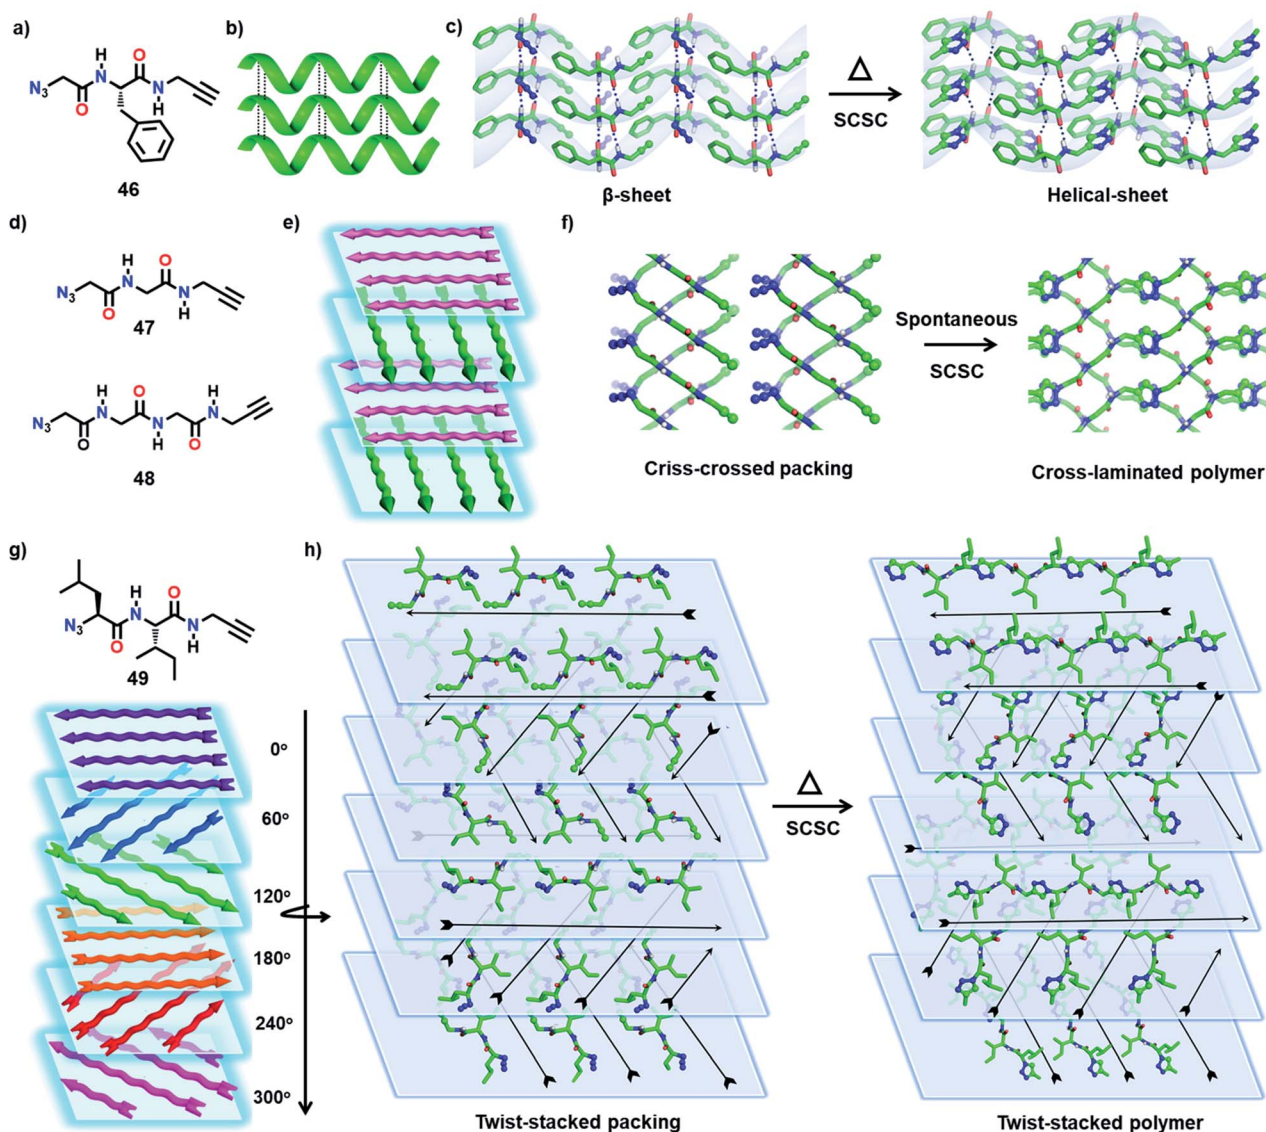 a)
H
N
O
N3
O
N
H
46
b)
c)
Δ
SCSC
β-sheet
Helical-sheet
d)
H
N
O
N3
O
N
H
47
H
N
O
H
N
N3
O
N
H
O
48
e)
f)
Spontaneous
SCSC
Criss-crossed packing
Cross-laminated polymer
g)
H
N
O
N3
O
N
H
49
0°
60°
120°
180°
240°
300°
h)
Δ
SCSC
Twist-stacked packing
Twist-stacked polymer